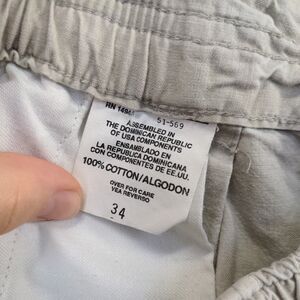 RN 1496
51-569
ASSEMBLED IN
THE DOMINICAN REPUBLIC
OF USA COMPONENTS
ENSAMBLADO EN
LA REPUBLICA DOMINICANA
CON COMPONENTES DE EE.UU.
100% COTTON/ALGODON
OVER FOR CARE
VEA REVERSO
34